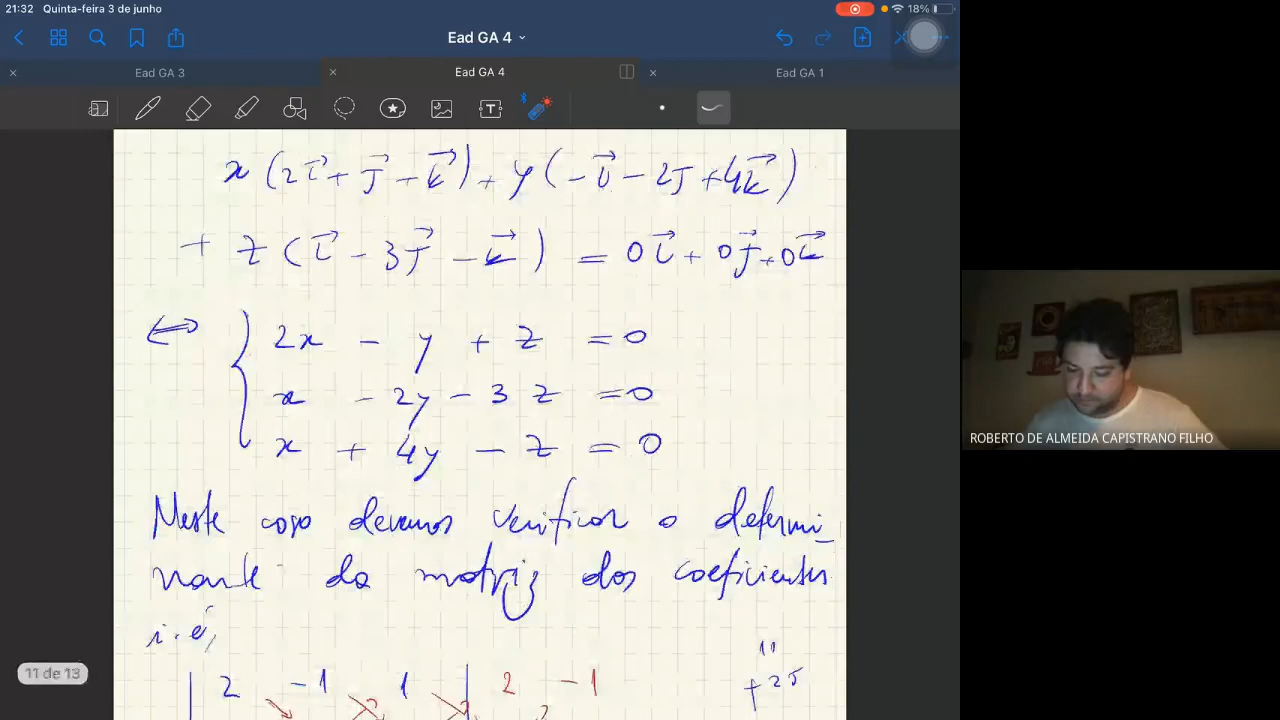 21:32 Quinta-feira 3 de junho
18%
Ead GA 4
Ead GA 3
Ead GA 4
Ead GA 1
x (2i⃗ + j⃗ + k⃗) + y (-i⃗ - 2j + 4k⃗)
+ z (i⃗ - 3j⃗ - k⃗) = 0i⃗ + 0j⃗ + 0k⃗
⟺ { 2x - y + z = 0
x - 2y - 3z = 0
x + 4y - z = 0
Neste caso devemos verificar o determi_
nante da matriz dos coeficientes
i.é,
11 de 13
| 2 -1 1 | 2 -1
ROBERTO DE ALMEIDA CAPISTRANO FILHO